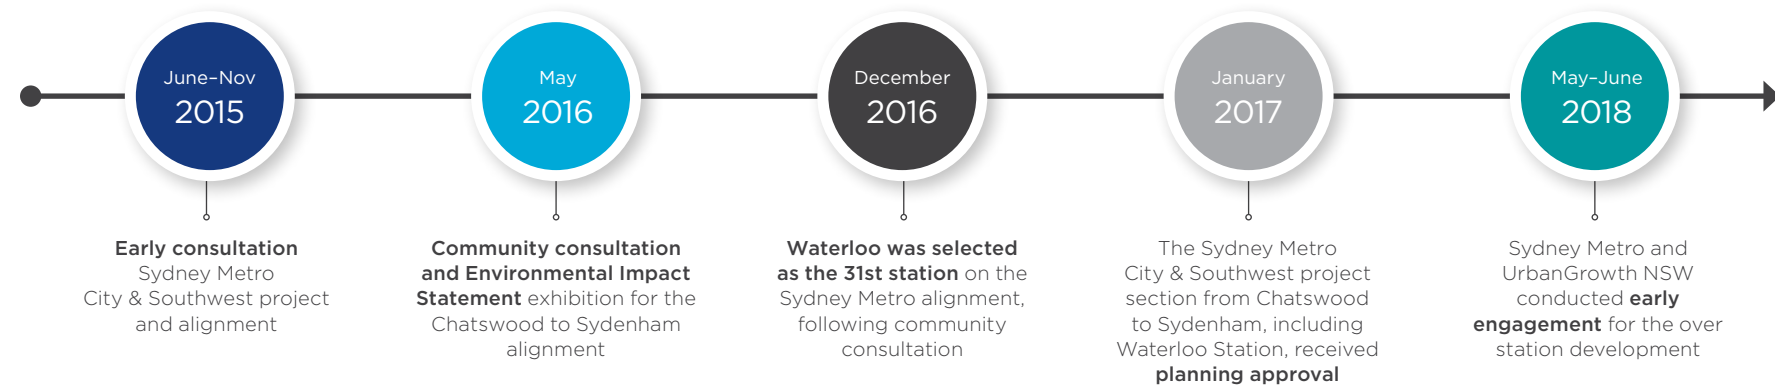 June–Nov
2015
Early consultation
Sydney Metro
City & Southwest project
and alignment
May
2016
Community consultation
and Environmental Impact
Statement exhibition for the
Chatswood to Sydenham
alignment
December
2016
Waterloo was selected
as the 31st station on the
Sydney Metro alignment,
following community
consultation
January
2017
The Sydney Metro
City & Southwest project
section from Chatswood
to Sydenham, including
Waterloo Station, received
planning approval
May–June
2018
Sydney Metro and
UrbanGrowth NSW
conducted early
engagement for the over
station development